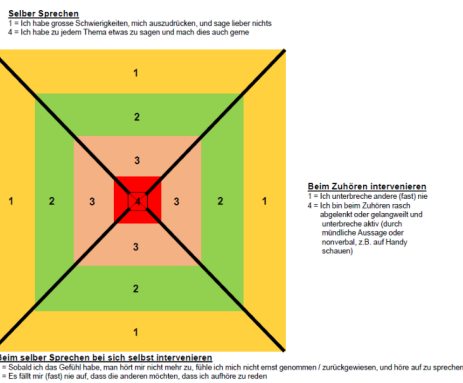 Selber Sprechen
1 = Ich habe grosse Schwierigkeiten, mich auszudrücken, und sage lieber nichts
4 = Ich habe zu jedem Thema etwas zu sagen und mach dies auch gerne
1
2
3
1 2 3 4 3 2 1
3
2
1
Beim Zuhören intervenieren
1 = Ich unterbreche andere (fast) nie
4 = Ich bin beim Zuhören rasch
abgelenkt oder gelangweilt und
unterbreche aktiv (durch
mündliche Aussage oder
nonverbal, z.B. auf Handy
schauen)
Beim selber Sprechen bei sich selbst intervenieren
= Sobald ich das Gefühl habe, man hört mir nicht mehr zu, fühle ich mich nicht ernst genommen / zurückgewiesen, und höre auf zu sprechen
= Es fällt mir (fast) nie auf, dass die anderen möchten, dass ich aufhöre zu reden